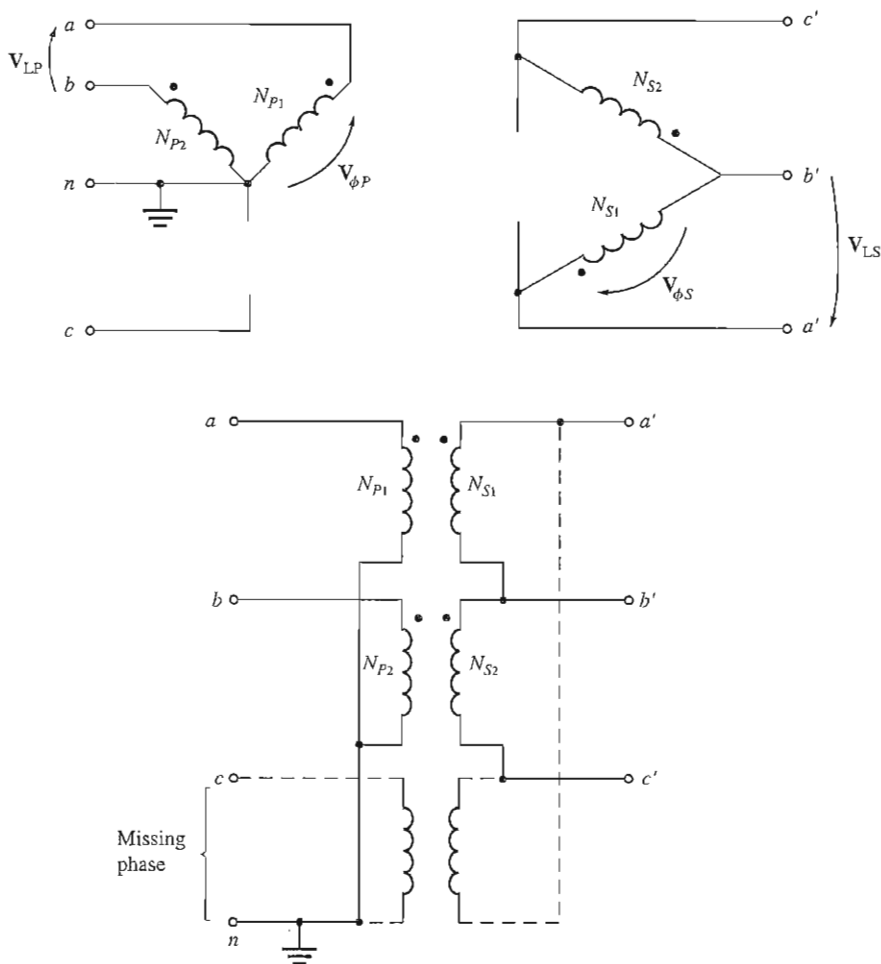 a
V_LP
b
N_P2
N_P1
V_ϕP
n
c
c'
N_S2
b'
N_S1
V_ϕS
V_LS
a'
a
a'
N_P1
N_S1
b
b'
N_P2
N_S2
c
c'
Missing
phase
n